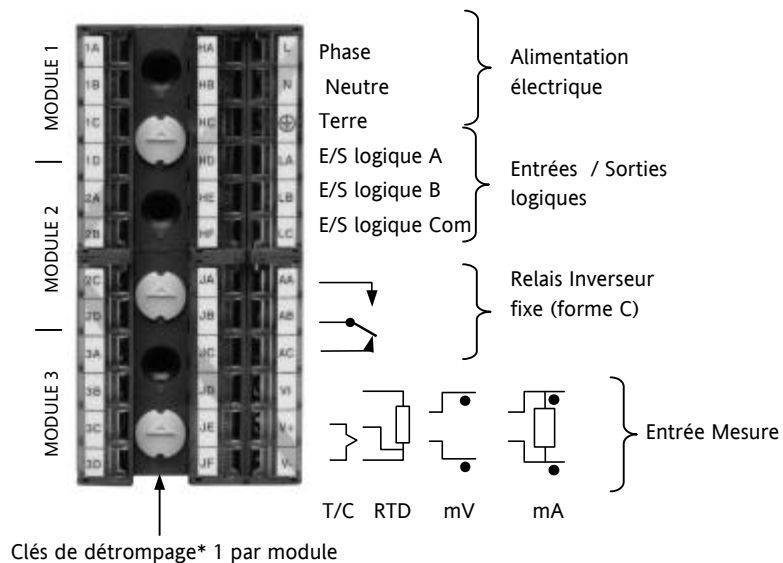 MODULE 1
MODULE 2
MODULE 3
1A
1B
1C
1D
2A
2B
2C
2D
3A
3B
3C
3D
HA
HB
HC
HD
HE
HF
JA
JB
JC
JD
JE
JF
L
N
LA
LB
LC
AA
AB
AC
VI
V+
V-
Phase
Neutre
Terre
Alimentation
électrique
E/S logique A
E/S logique B
E/S logique Com
Entrées / Sorties
logiques
Relais Inverseur
fixe (forme C)
Entrée Mesure
T/C RTD mV mA
Clés de détrompage* 1 par module